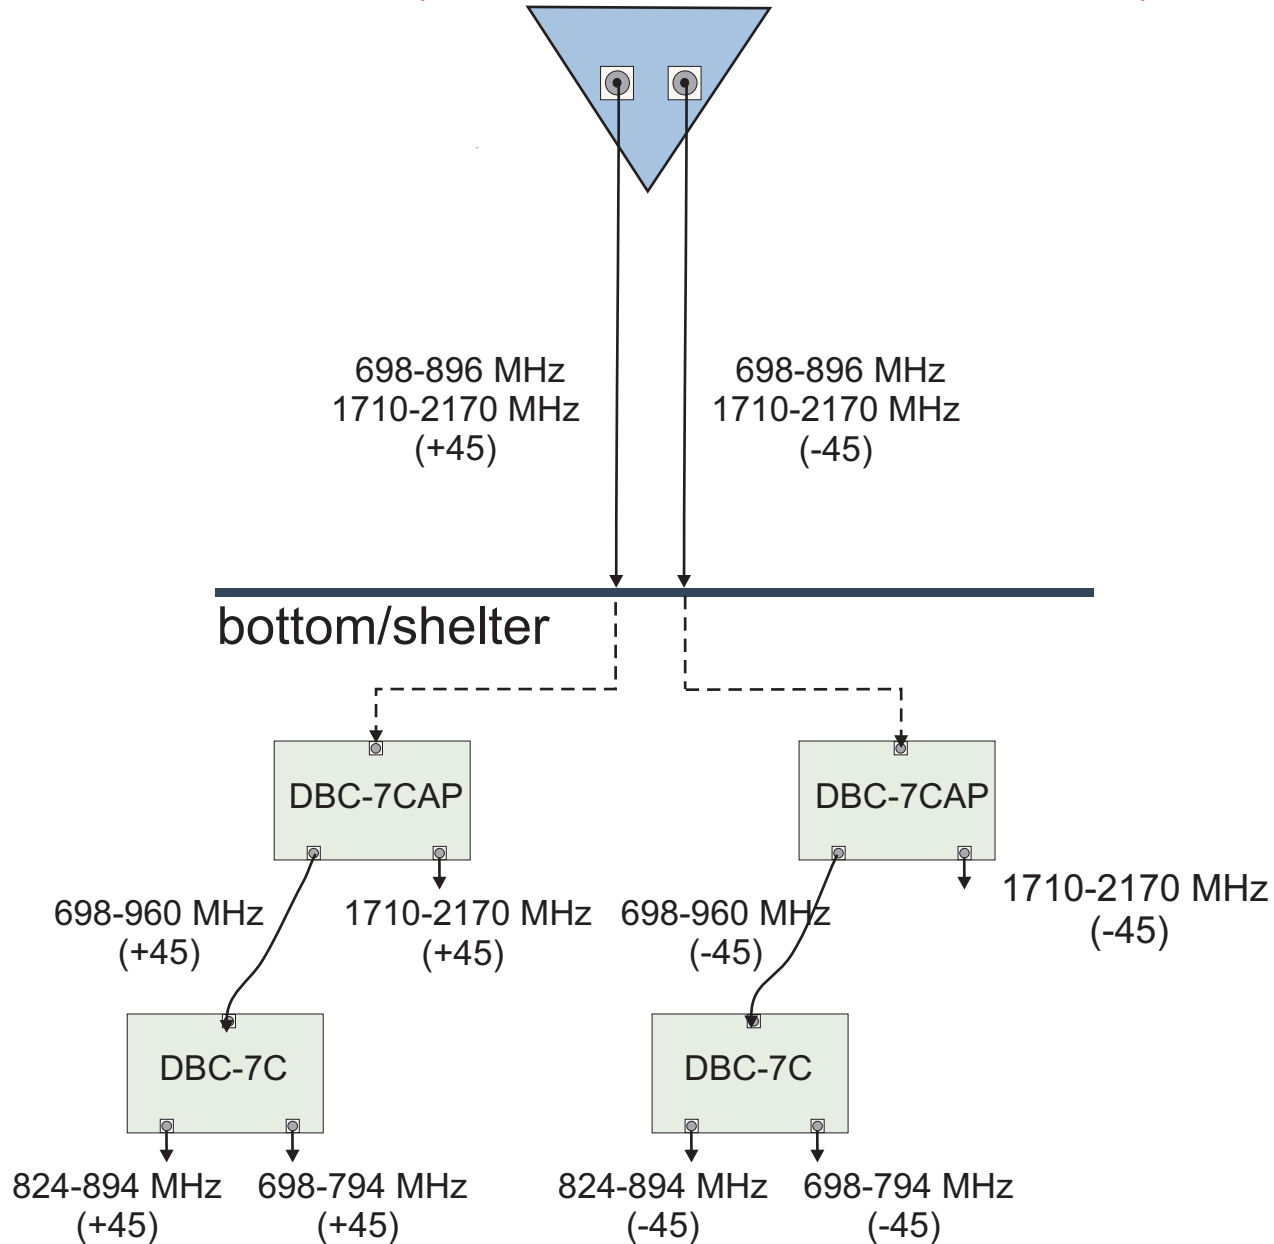 698-896 MHz
1710-2170 MHz
(+45)
698-896 MHz
1710-2170 MHz
(-45)
bottom/shelter
DBC-7CAP
DBC-7CAP
698-960 MHz
(+45)
1710-2170 MHz
(+45)
698-960 MHz
(-45)
1710-2170 MHz
(-45)
DBC-7C
DBC-7C
824-894 MHz
(+45)
698-794 MHz
(+45)
824-894 MHz
(-45)
698-794 MHz
(-45)